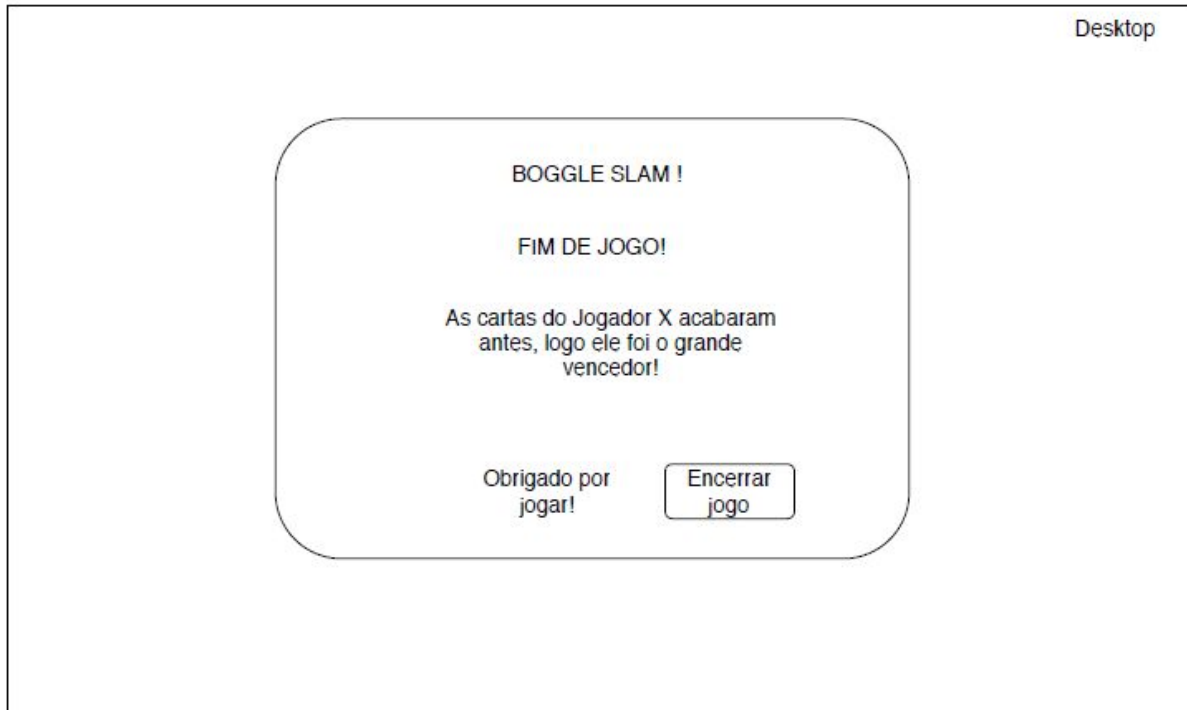 Desktop
BOGGLE SLAM !
FIM DE JOGO!
As cartas do Jogador X acabaram
antes, logo ele foi o grande
vencedor!
Obrigado por
jogar!
Encerrar
jogo